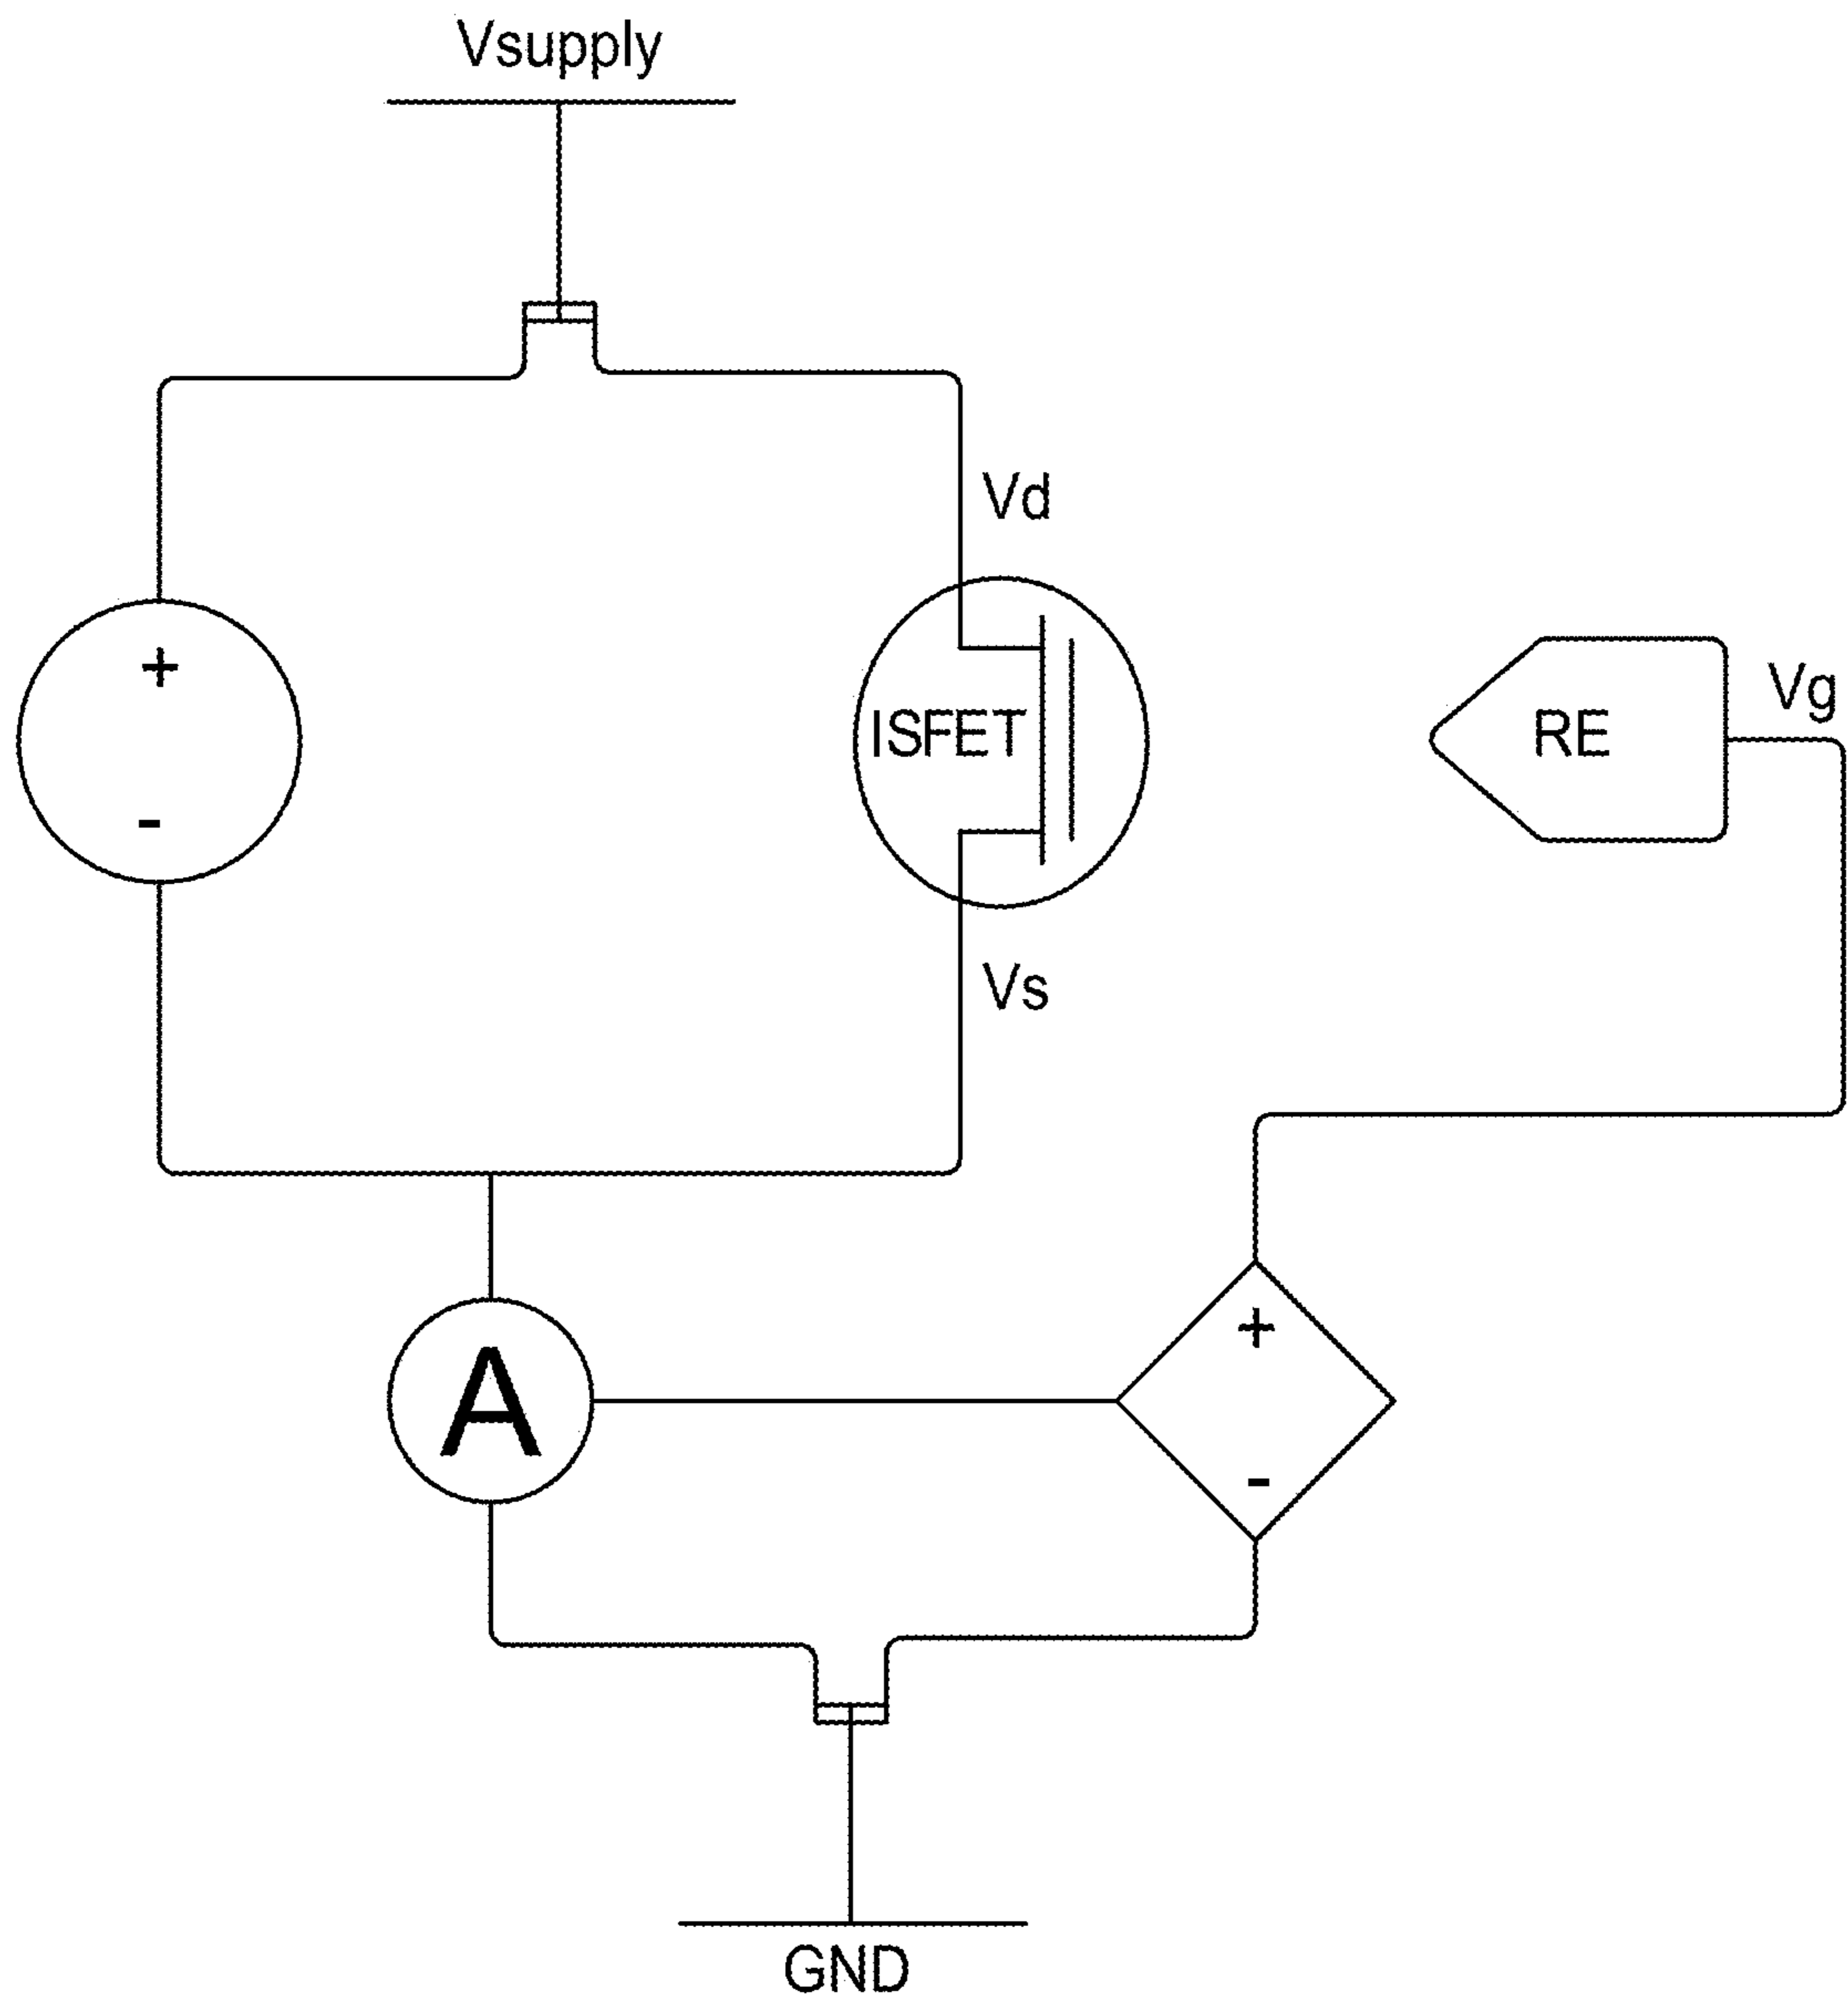 Vsupply
Vd
+
ISFET
RE
Vg
-
Vs
+
A
-
GND